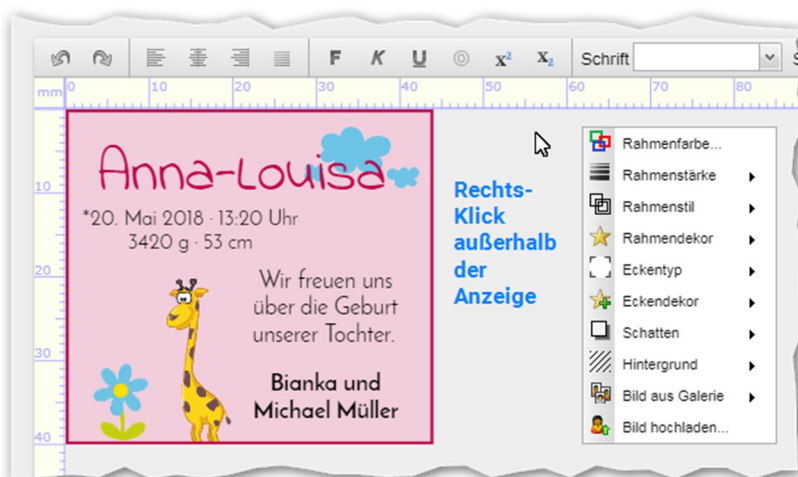 F K U O x² X₂ Schrift
mm 0 10 20 30 40 50 60 70 80
10
20
30
40
Anna-Louisa
*20. Mai 2018 · 13:20 Uhr
3420 g · 53 cm
Wir freuen uns
über die Geburt
unserer Tochter.
Bianka und
Michael Müller
Rechts-
Klick
außerhalb
der
Anzeige
Rahmenfarbe...
Rahmenstärke
Rahmenstil
Rahmendekor
Eckentyp
Eckendekor
Schatten
Hintergrund
Bild aus Galerie
Bild hochladen...